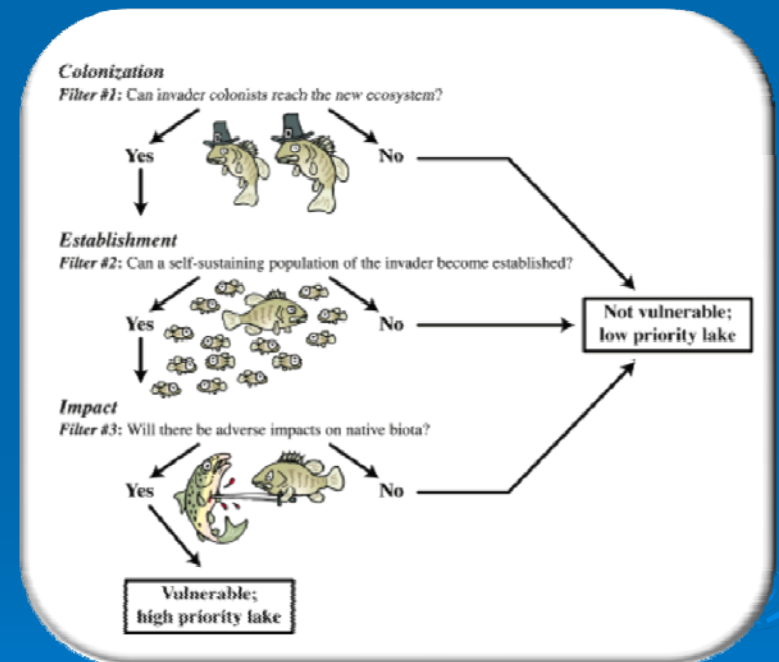 Colonization
Filter #1: Can invader colonists reach the new ecosystem?
Yes
No
Establishment
Filter #2: Can a self-sustaining population of the invader become established?
Yes
No
Not vulnerable;
low priority lake
Impact
Filter #3: Will there be adverse impacts on native biota?
Yes
No
Vulnerable;
high priority lake